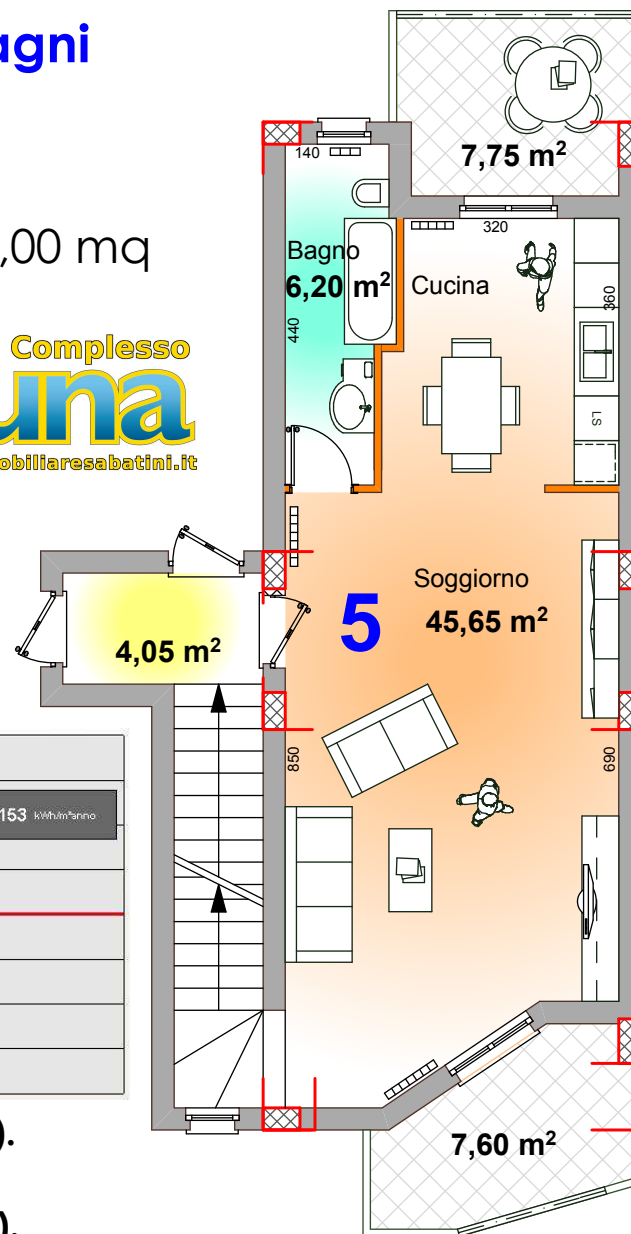 agni
7,75 m²
140
320
,00 mq
Bagno
6,20 m²
Cucina
360
440
Complesso
una
obiliaresabatini.it
LS
Soggiorno
5
45,65 m²
4,05 m²
850
690
153 kWh/m²anno
).
7,60 m²
).